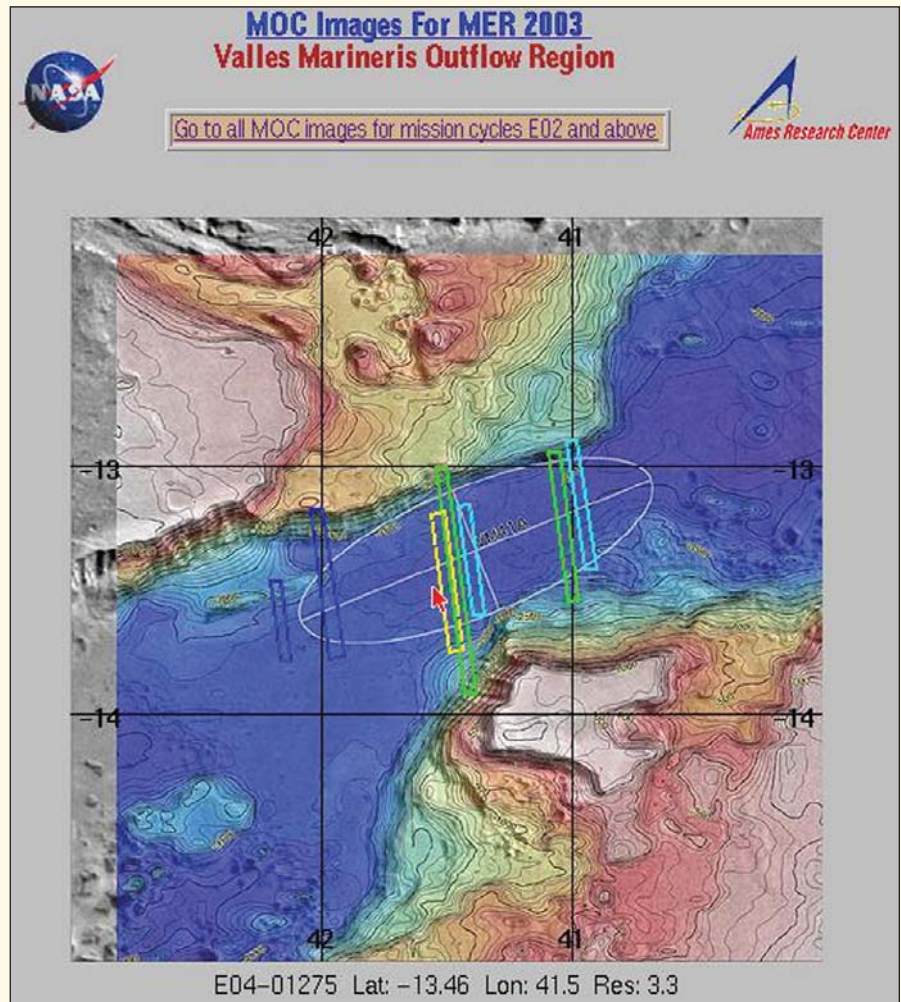 MOC Images For MER 2003
Valles Marineris Outflow Region
NASA
Go to all MOC images for mission cycles E02 and above
Ames Research Center
42 41
-13 -13
VM41A
-14 -14
42 41
E04-01275 Lat: -13.46 Lon: 41.5 Res: 3.3